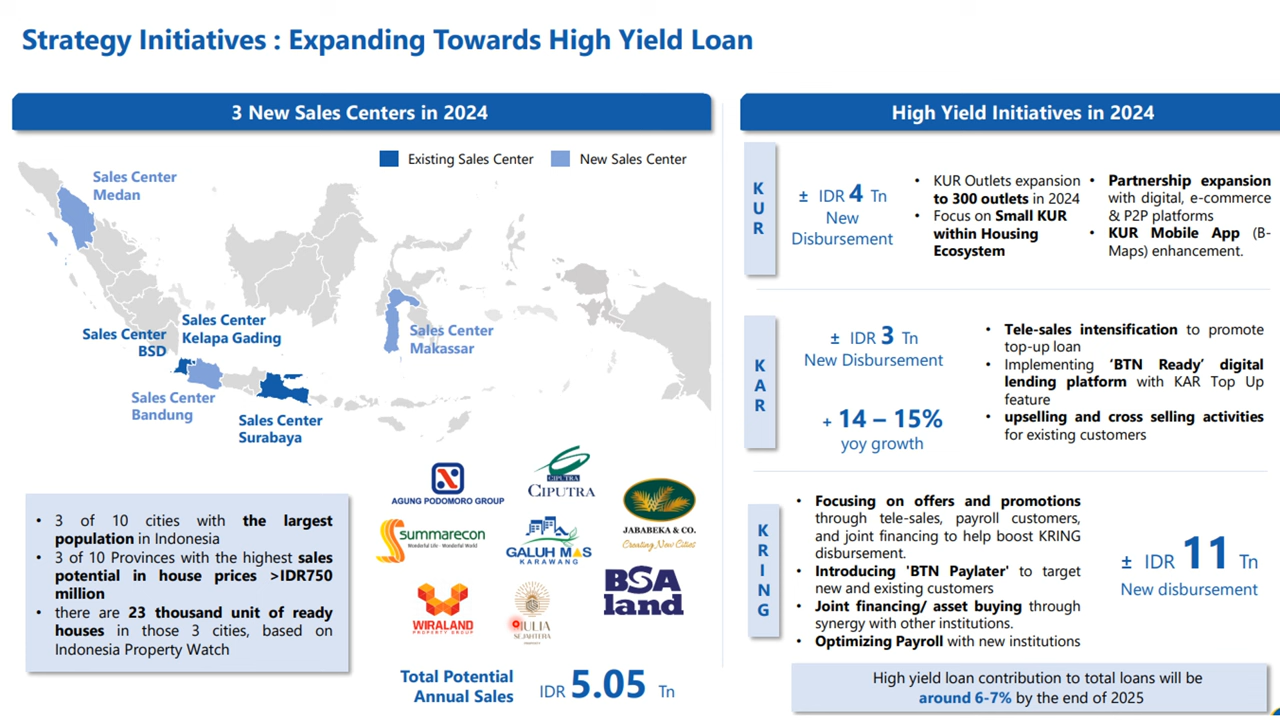 Strategy Initiatives : Expanding Towards High Yield Loan
3 New Sales Centers in 2024
Existing Sales Center
New Sales Center
Sales Center
Medan
Sales Center
Kelapa Gading
Sales Center
BSD
Sales Center
Makassar
Sales Center
Bandung
Sales Center
Surabaya
• 3 of 10 cities with the largest
population in Indonesia
• 3 of 10 Provinces with the highest sales
potential in house prices >IDR750
million
• there are 23 thousand unit of ready
houses in those 3 cities, based on
Indonesia Property Watch
AGUNG PODOMORO GROUP
CIPUTRA
CIPUTRA
JABABEKA & CO.
Creating New Cities
summarecon
Wonderful Life - Wonderful World
GALUH MAS
KARAWANG
BSA
land
WIRALAND
PROPERTY GROUP
SEJAHTERA
Total Potential
Annual Sales
IDR 5.05 Tn
High Yield Initiatives in 2024
KUR
± IDR 4 Tn
New
Disbursement
• KUR Outlets expansion
to 300 outlets in 2024
• Focus on Small KUR
within Housing
Ecosystem
• Partnership expansion
with digital, e-commerce
& P2P platforms
• KUR Mobile App (B-
Maps) enhancement.
KAR
± IDR 3 Tn
New Disbursement
+ 14 – 15%
yoy growth
• Tele-sales intensification to promote
top-up loan
• Implementing ‘BTN Ready’ digital
lending platform with KAR Top Up
feature
• upselling and cross selling activities
for existing customers
KRING
• Focusing on offers and promotions
through tele-sales, payroll customers,
and joint financing to help boost KRING
disbursement.
• Introducing 'BTN Paylater' to target
new and existing customers
• Joint financing/ asset buying through
synergy with other institutions.
• Optimizing Payroll with new institutions
± IDR 11 Tn
New disbursement
High yield loan contribution to total loans will be
around 6-7% by the end of 2025